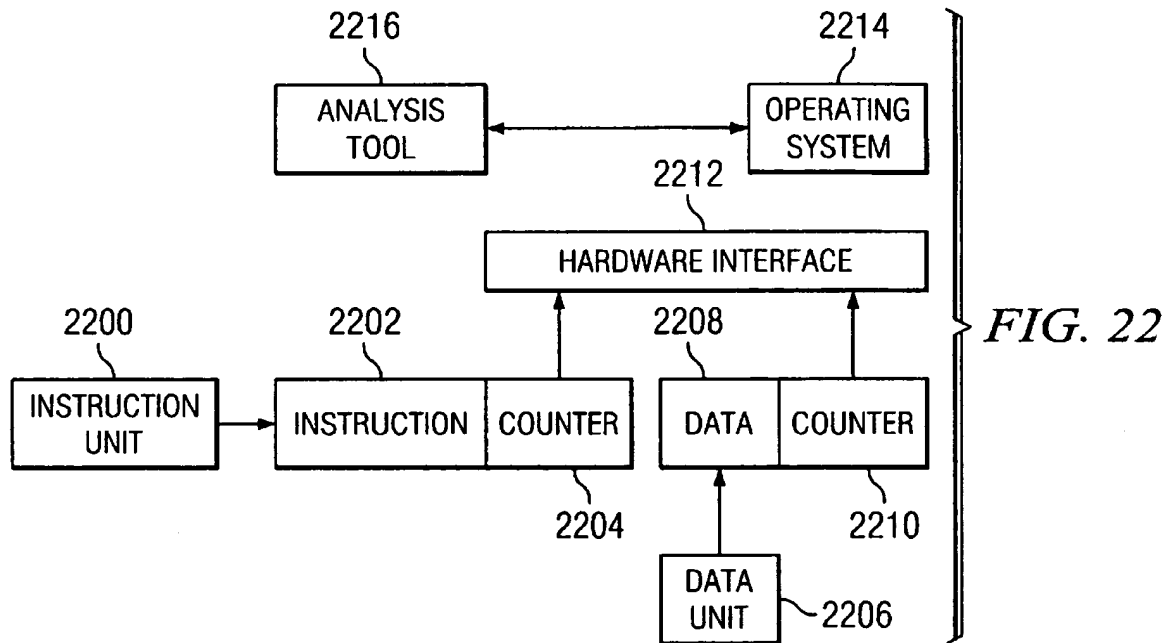 2216
2214
ANALYSIS
TOOL
OPERATING
SYSTEM
2212
HARDWARE INTERFACE
2200
2202
2208
INSTRUCTION
UNIT
INSTRUCTION
COUNTER
DATA
COUNTER
2204
2210
DATA
UNIT
2206
FIG. 22